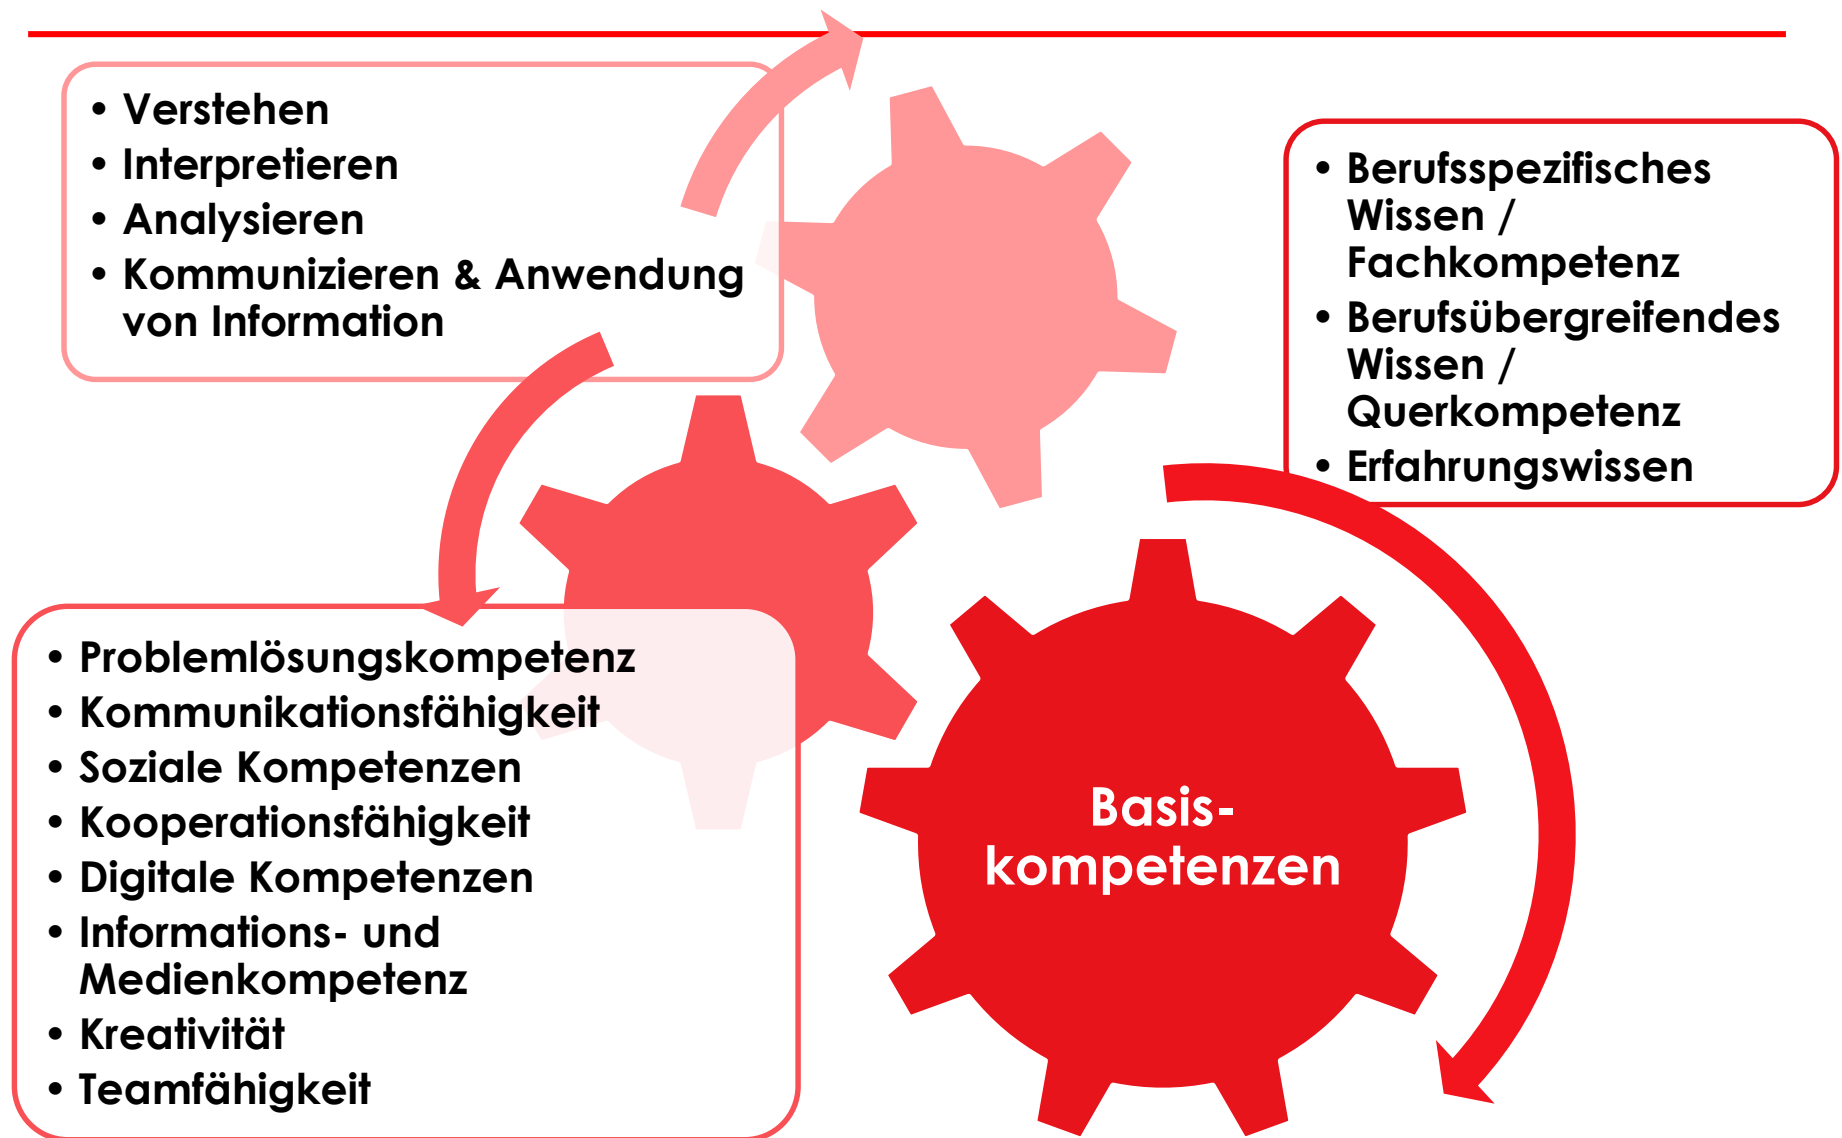 • Verstehen
• Interpretieren
• Analysieren
• Kommunizieren & Anwendung
von Information
• Berufsspezifisches
Wissen /
Fachkompetenz
• Berufsübergreifendes
Wissen /
Querkompetenz
• Erfahrungswissen
• Problemlösungskompetenz
• Kommunikationsfähigkeit
• Soziale Kompetenzen
• Kooperationsfähigkeit
• Digitale Kompetenzen
• Informations- und
Medienkompetenz
• Kreativität
• Teamfähigkeit
Basis-
kompetenzen